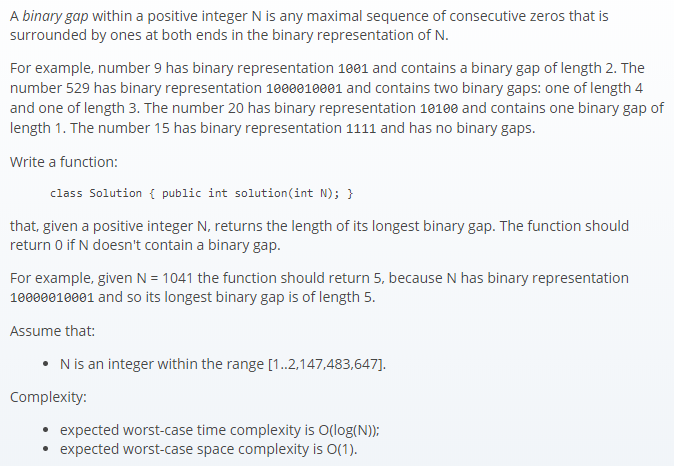 A binary gap within a positive integer N is any maximal sequence of consecutive zeros that is
surrounded by ones at both ends in the binary representation of N.
For example, number 9 has binary representation 1001 and contains a binary gap of length 2. The
number 529 has binary representation 1000010001 and contains two binary gaps: one of length 4
and one of length 3. The number 20 has binary representation 10100 and contains one binary gap of
length 1. The number 15 has binary representation 1111 and has no binary gaps.
Write a function:
class Solution { public int solution(int N); }
that, given a positive integer N, returns the length of its longest binary gap. The function should
return 0 if N doesn't contain a binary gap.
For example, given N = 1041 the function should return 5, because N has binary representation
10000010001 and so its longest binary gap is of length 5.
Assume that:
• N is an integer within the range [1..2,147,483,647].
Complexity:
• expected worst-case time complexity is O(log(N));
• expected worst-case space complexity is O(1).